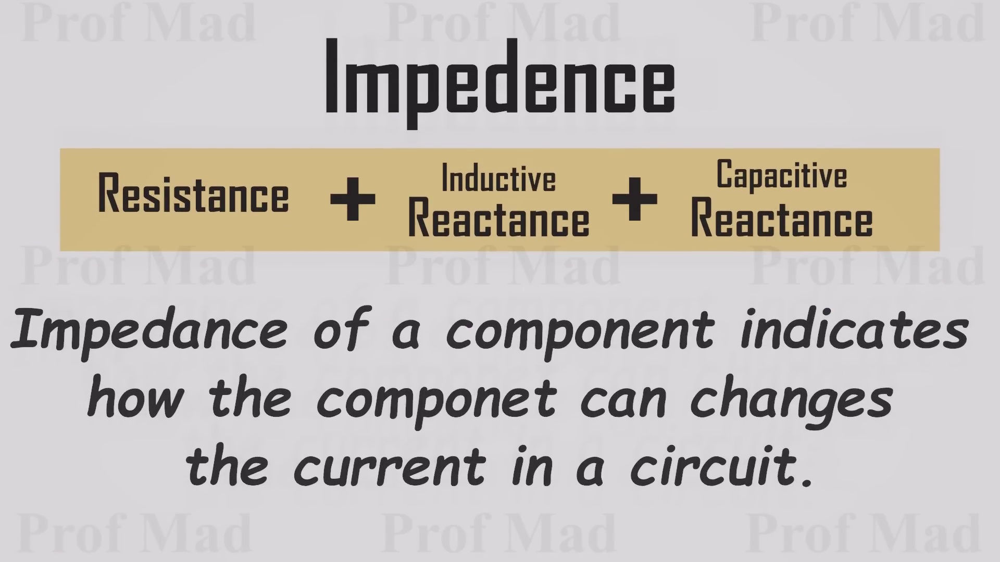 Prof Mad Prof Mad Prof Mad
Impedence
Resistance + Inductive Reactance + Capacitive Reactance
Prof Mad Prof Mad Prof Mad
Impedance of a component indicates
how the componet can changes
the current in a circuit.
Prof Mad Prof Mad Prof Mad